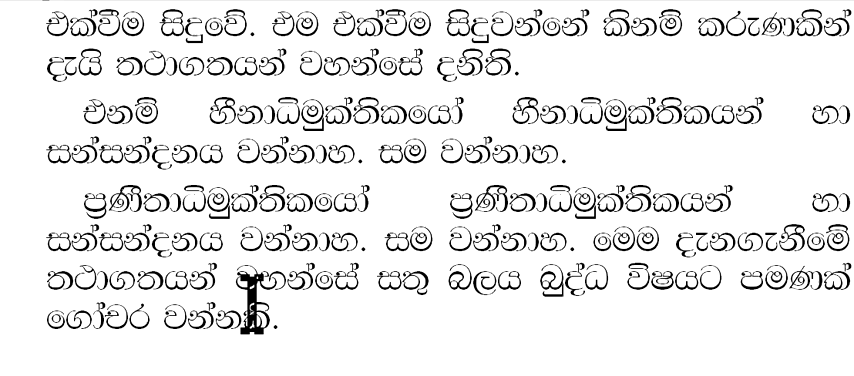 එක්වීම සිදුවේ. එම එක්වීම සිදුවන්නේ කිනම් කරුණකින්
දැයි තථාගතයන් වහන්සේ දනිති.
එනම් හීනාධිමුක්තිකයෝ හීනාධිමුක්තිකයන් හා
සන්සන්දනය වන්නාහ. සම වන්නාහ.
ප්‍රණීතාධිමුක්තිකයෝ ප්‍රණීතාධිමුක්තිකයන් හා
සන්සන්දනය වන්නාහ. සම වන්නාහ. මෙම දැනගැනීමේ
තථාගතයන් වහන්සේ සතු බලය බුද්ධ විෂයට පමණක්
ගෝචර වන්නකි.